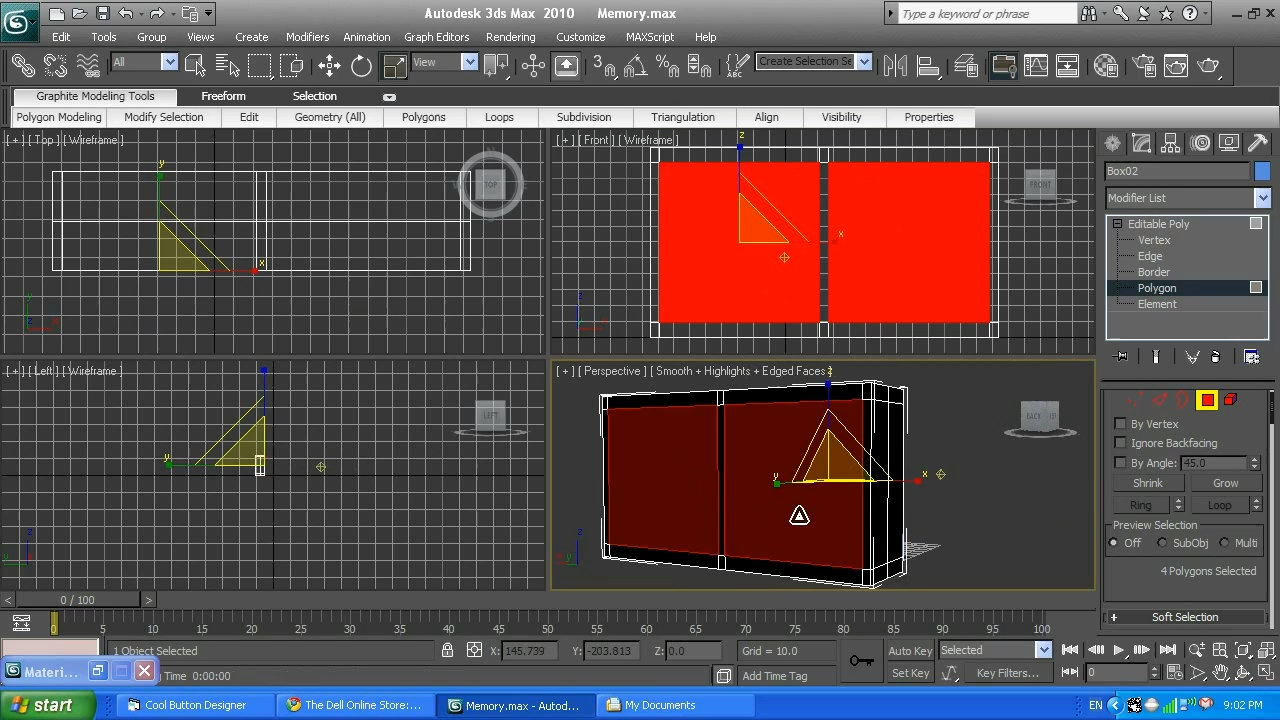 Autodesk 3ds Max 2010 Memory.max
Type a keyword or phrase
Edit Tools Group Views Create Modifiers Animation Graph Editors Rendering Customize MAXScript Help
All View Create Selection Se
Graphite Modeling Tools Freeform Selection
Polygon Modeling Modify Selection Edit Geometry (All) Polygons Loops Subdivision Triangulation Align Visibility Properties
[ + ] [ Top ] [ Wireframe ]
[ + ] [ Front ] [ Wireframe ]
TOP
FRONT
Box02
Modifier List
Editable Poly
Vertex
Edge
Border
Polygon
Element
[ + ] [ Left ] [ Wireframe ]
[ + ] [ Perspective ] [ Smooth + Highlights + Edged Faces ]
LEFT
BACK
By Vertex
Ignore Backfacing
By Angle: 45.0
Shrink Grow
Ring Loop
Preview Selection
Off SubObj Multi
4 Polygons Selected
Soft Selection
0 / 100
0 5 10 15 20 25 30 35 40 45 50 55 60 65 70 75 80 85 90 95 100
1 Object Selected X: 145.739 Y: -203.813 Z: 0.0 Grid = 10.0 Auto Key Selected
Materi... Time 0:00:00 Add Time Tag Set Key Key Filters... 0
start Cool Button Designer The Dell Online Store:... Memory.max - Autod... My Documents EN 9:02 PM